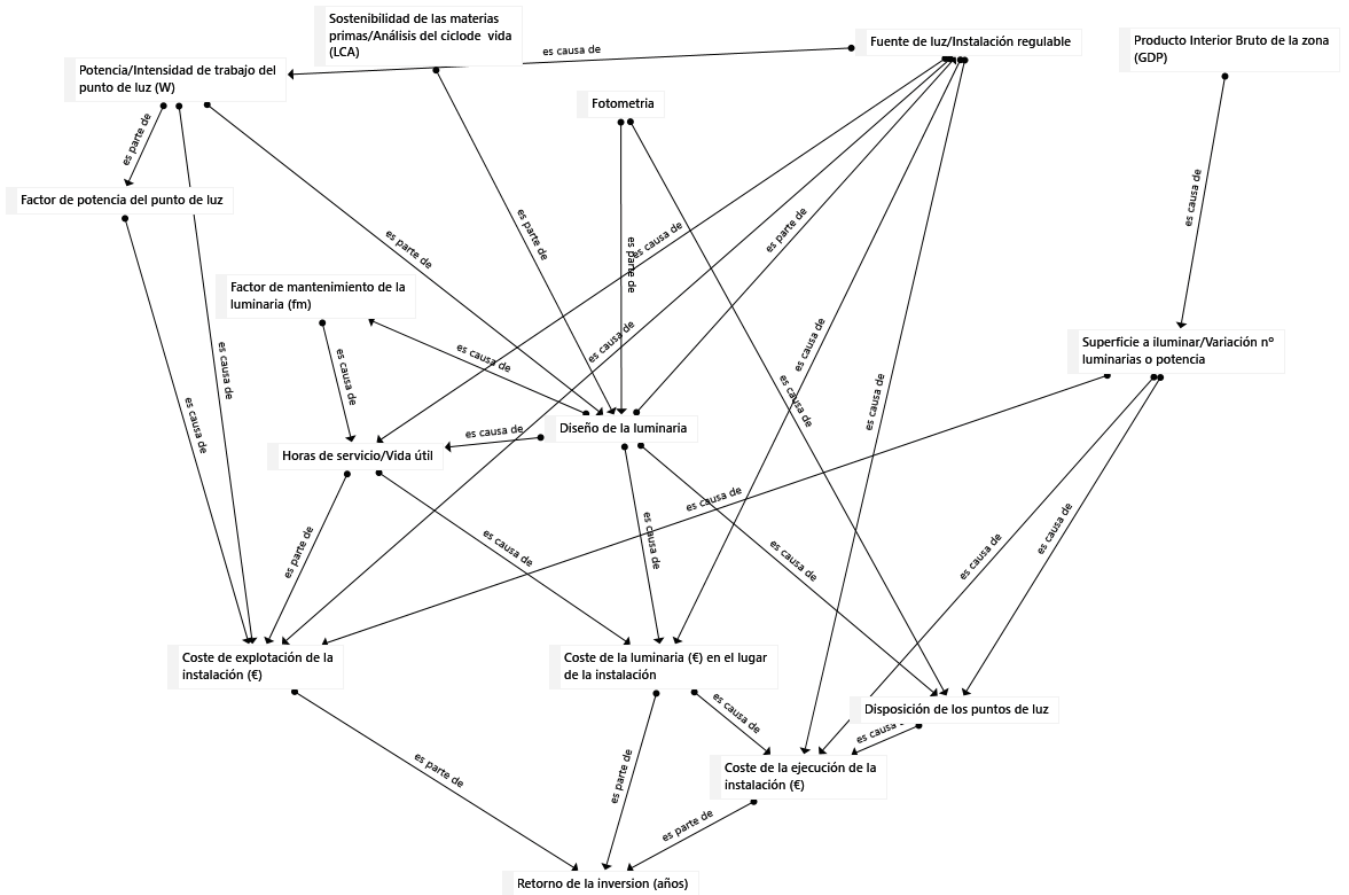 Sostenibilidad de las materias
primas/Análisis del ciclode vida
(LCA)
Fuente de luz/Instalación regulable
Producto Interior Bruto de la zona
(GDP)
es causa de
Potencia/Intensidad de trabajo del
punto de luz (W)
Fotometria
es parte de
Factor de potencia del punto de luz
es causa de
es parte de
es parte de
es parte de
es causa de
es parte de
Factor de mantenimiento de la
luminaria (fm)
es causa de
es causa de
es causa de
Superficie a iluminar/Variación nº
luminarias o potencia
es causa de
es causa de
es causa de
es causa de
es causa de
es causa de
Diseño de la luminaria
es causa de
Horas de servicio/Vida útil
es causa de
es causa de
es causa de
es parte de
es causa de
es causa de
es causa de
Coste de explotación de la
instalación (€)
Coste de la luminaria (€) en el lugar
de la instalación
Disposición de los puntos de luz
es causa de
es causa d
Coste de la ejecución de la
instalación (€)
es parte de
es parte de
es parte de
Retorno de la inversion (años)